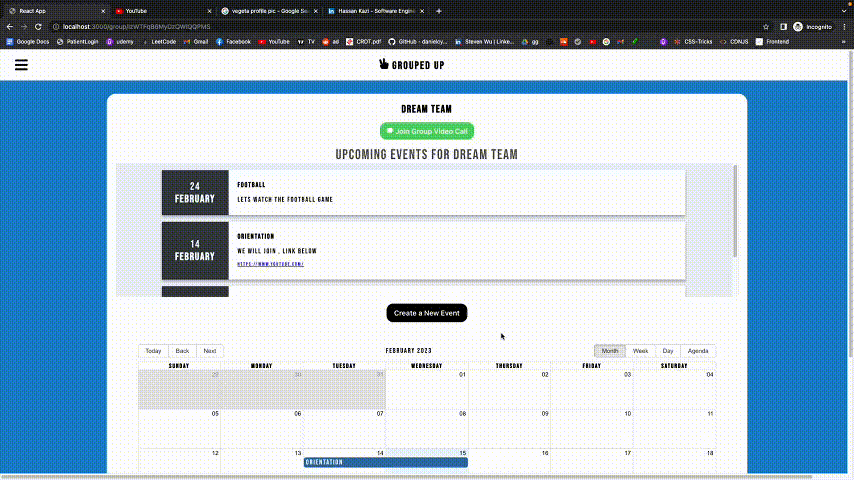 React App
YouTube
vegeta profile pic - Google Se
Hassan Kazi - Software Engine
localhost:3000/group/
Incognito
Google Docs PatientLogin udemy LeetCode Gmail Facebook YouTube TV ad CRDT.pdf GitHub - danielcy... Steven Wu | Linke... gg CSS-Tricks CDNJS Frontend
GROUPED UP
DREAM TEAM
Join Group Video Call
UPCOMING EVENTS FOR DREAM TEAM
24 FEBRUARY
FOOTBALL
LETS WATCH THE FOOTBALL GAME
14 FEBRUARY
ORIENTATION
WE WILL JOIN , LINK BELOW
HTTPS://WWW.YOUTUBE.COM/
Create a New Event
Today Back Next
FEBRUARY 2023
Month Week Day Agenda
SUNDAY MONDAY TUESDAY WEDNESDAY THURSDAY FRIDAY SATURDAY
29 30 31 01 02 03 04
05 06 07 08 09 10 11
12 13 14 15 16 17 18
ORIENTATION